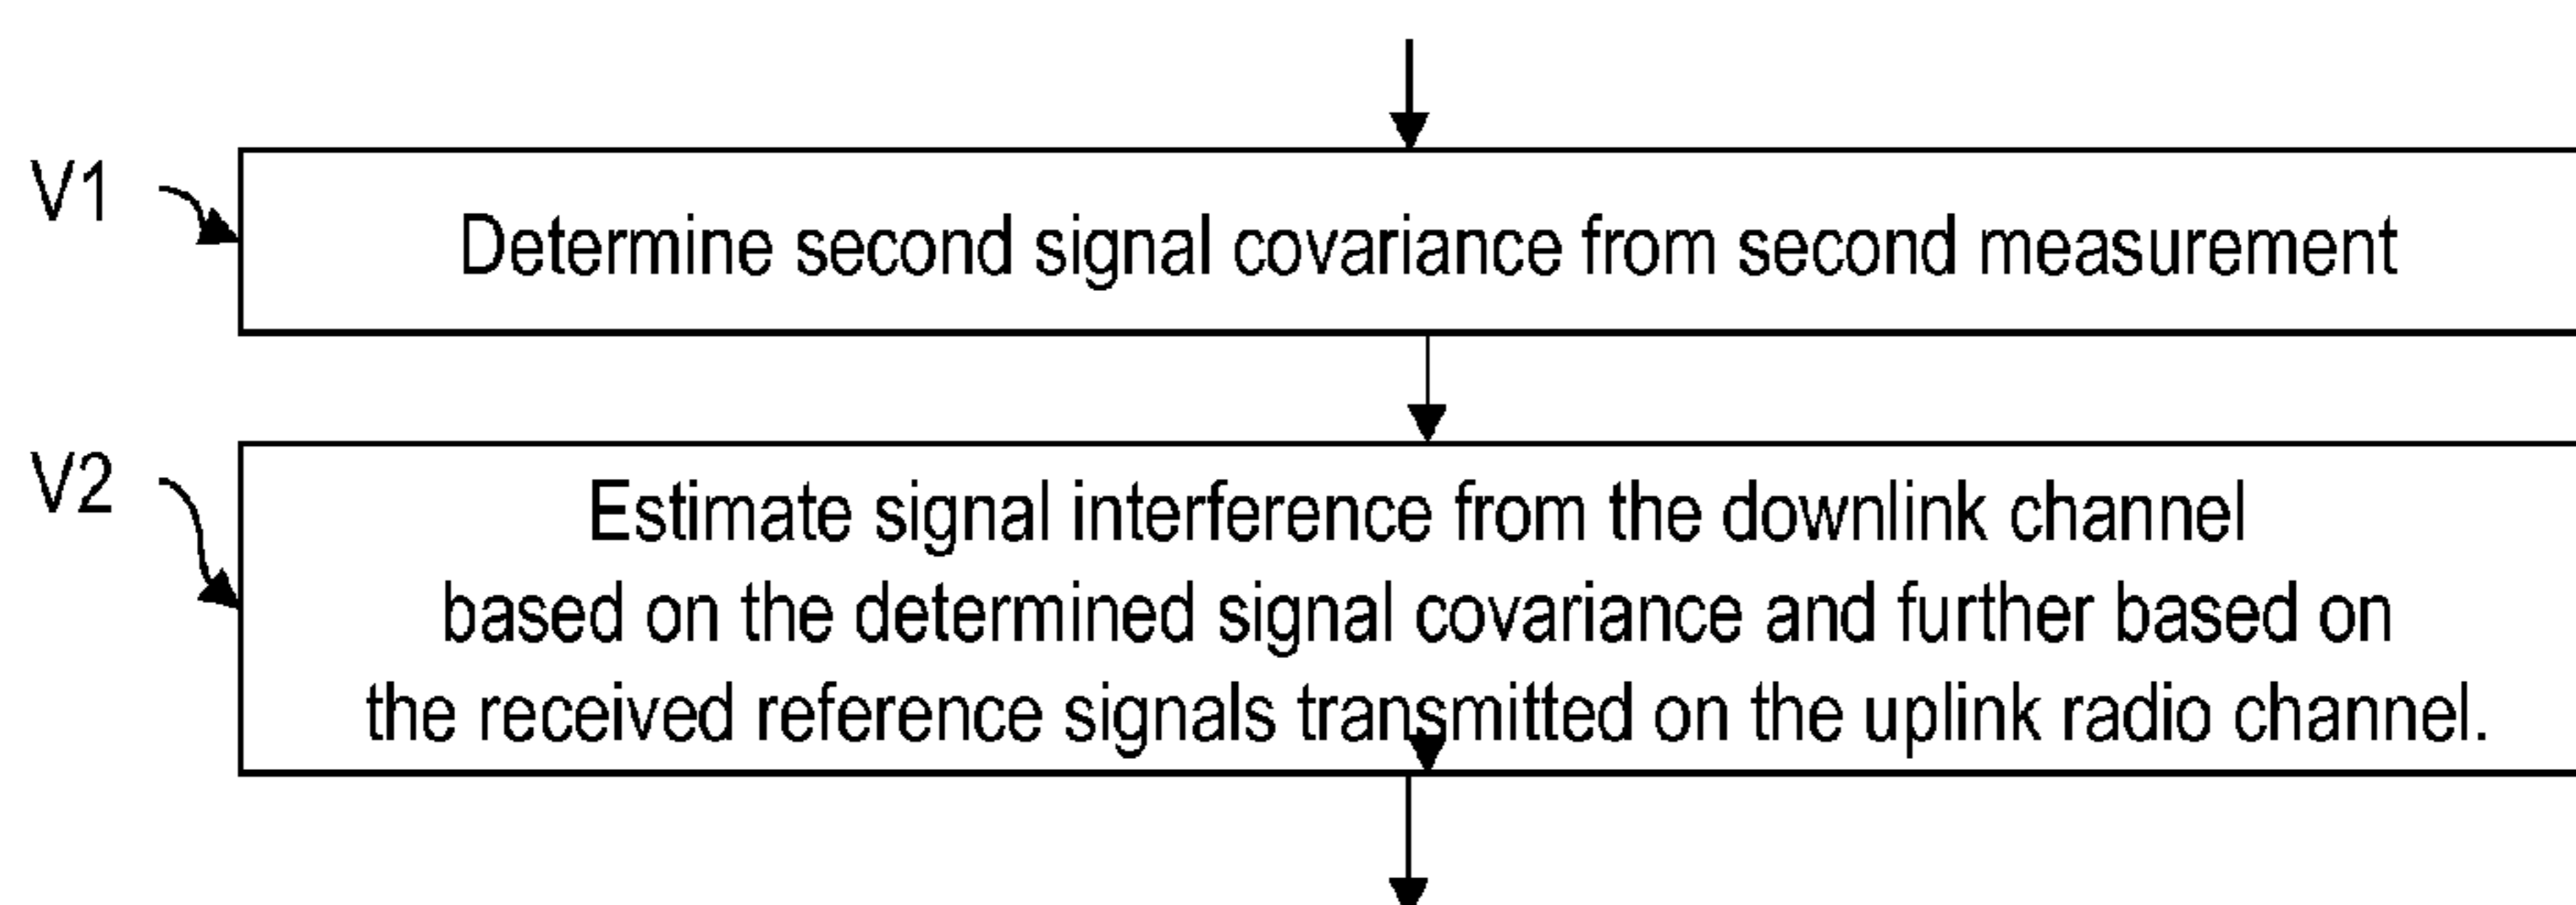 V1
Determine second signal covariance from second measurement
V2
Estimate signal interference from the downlink channel
based on the determined signal covariance and further based on
the received reference signals transmitted on the uplink radio channel.